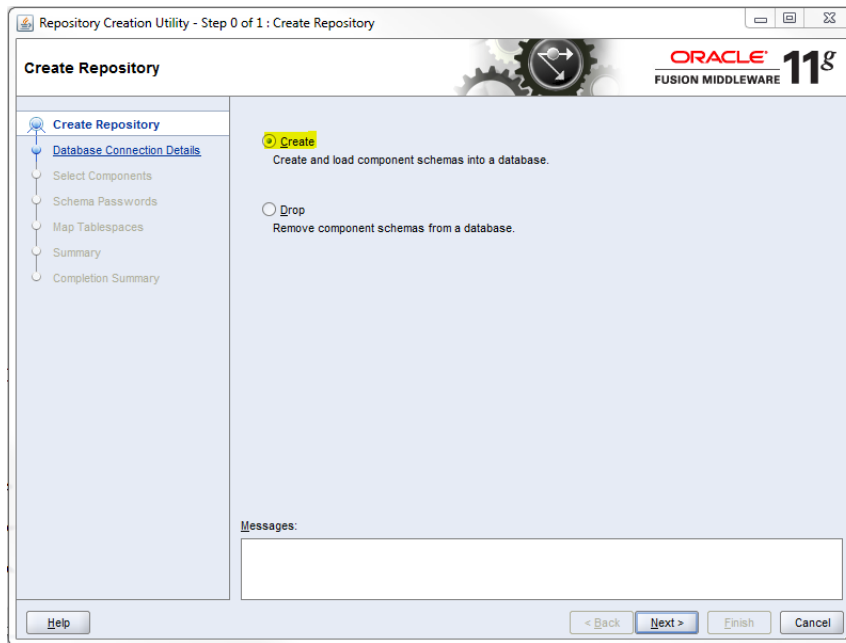 Repository Creation Utility - Step 0 of 1 : Create Repository
Create Repository
ORACLE
FUSION MIDDLEWARE 11g
Create Repository
Database Connection Details
Select Components
Schema Passwords
Map Tablespaces
Summary
Completion Summary
Create
Create and load component schemas into a database.
Drop
Remove component schemas from a database.
Messages:
Help
< Back
Next >
Finish
Cancel